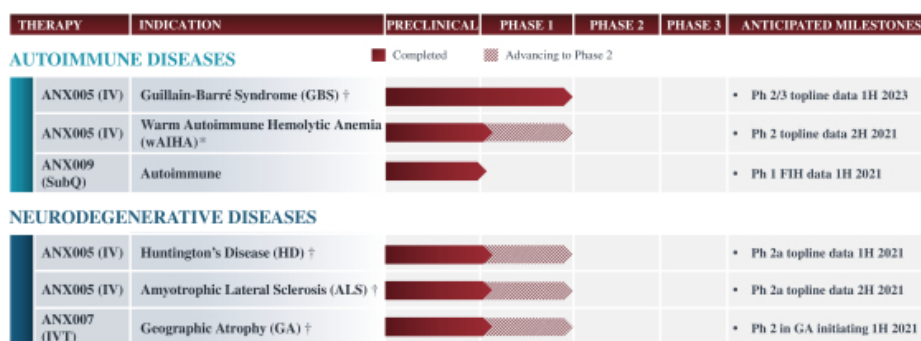 THERAPY INDICATION PRECLINICAL PHASE 1 PHASE 2 PHASE 3 ANTICIPATED MILESTONES
AUTOIMMUNE DISEASES Completed Advancing to Phase 2
ANX005 (IV) Guillain-Barré Syndrome (GBS) † • Ph 2/3 topline data 1H 2023
ANX005 (IV) Warm Autoimmune Hemolytic Anemia (wAIHA)* • Ph 2 topline data 2H 2021
ANX009 (SubQ) Autoimmune • Ph 1 FIH data 1H 2021
NEURODEGENERATIVE DISEASES
ANX005 (IV) Huntington's Disease (HD) † • Ph 2a topline data 1H 2021
ANX005 (IV) Amyotrophic Lateral Sclerosis (ALS) † • Ph 2a topline data 2H 2021
ANX007 (IVT) Geographic Atrophy (GA) † • Ph 2 in GA initiating 1H 2021